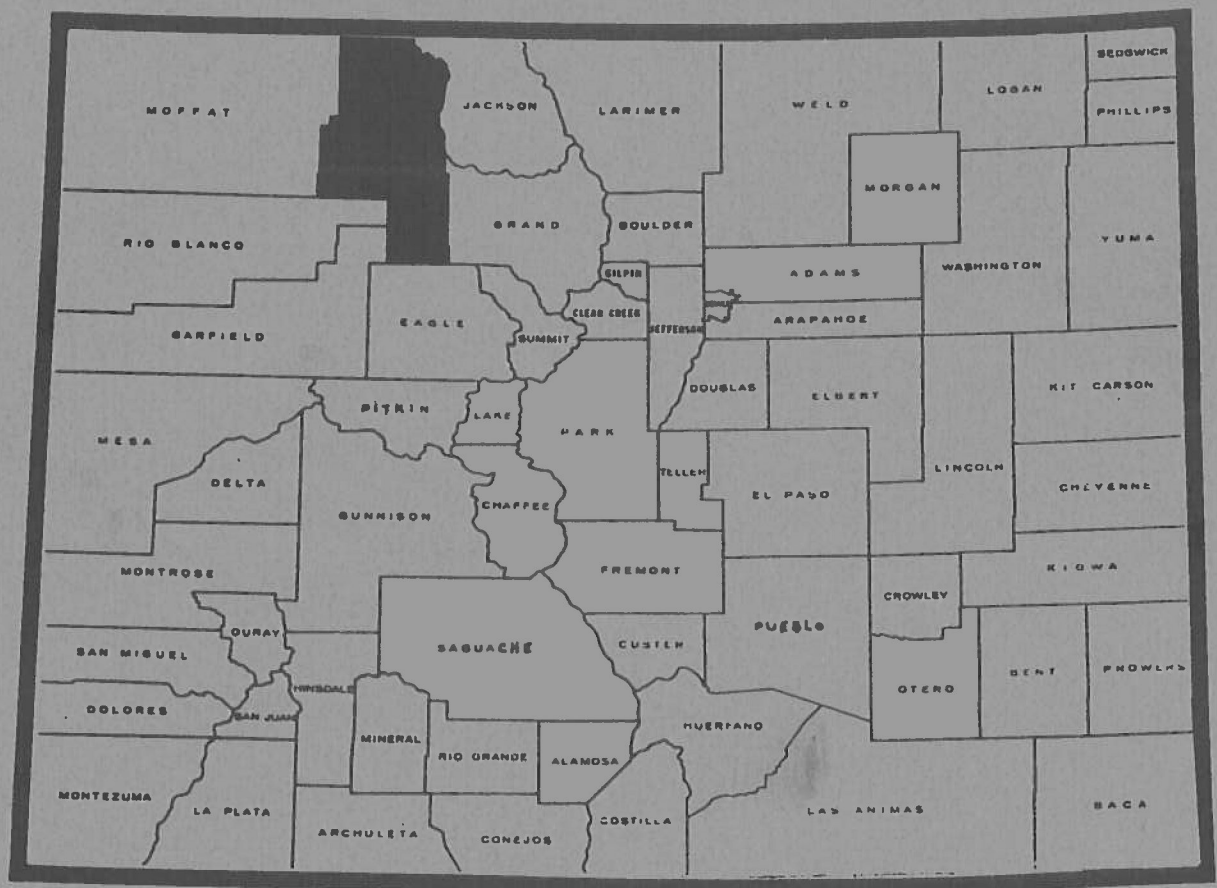 SEDGWICK
JACKSON
LOGAN
MOFFAT
LARIMER
WELD
PHILLIPS
MORGAN
GRAND
BOULDER
RIO BLANCO
YUMA
GILPIN
ADAMS
WASHINGTON
CLEAR CREEK
EAGLE
JEFFERSON
ARAPAHOE
GARFIELD
SUMMIT
DOUGLAS
ELBERT
KIT CARSON
PITKIN
LAKE
PARK
MESA
LINCOLN
TELLER
DELTA
CHEYENNE
EL PASO
CHAFFEE
GUNNISON
FREMONT
KIOWA
MONTROSE
CROWLEY
PUEBLO
OURAY
CUSTER
SAGUACHE
SAN MIGUEL
PROWERS
BENT
HINSDALE
OTERO
DOLORES
SAN JUAN
HUERFANO
MINERAL
RIO GRANDE
ALAMOSA
MONTEZUMA
LA PLATA
LAS ANIMAS
BACA
COSTILLA
ARCHULETA
CONEJOS